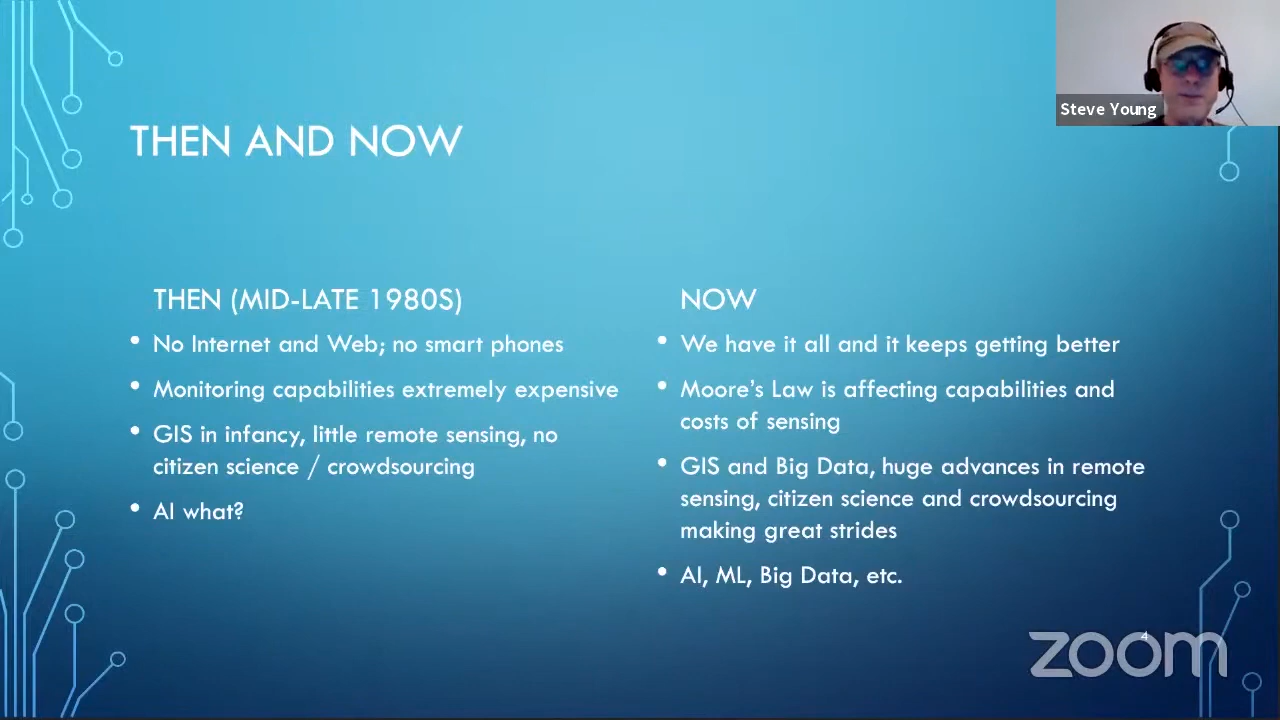 Steve Young
THEN AND NOW
THEN (MID-LATE 1980S)
• No Internet and Web; no smart phones
• Monitoring capabilities extremely expensive
• GIS in infancy, little remote sensing, no
citizen science / crowdsourcing
• AI what?
NOW
• We have it all and it keeps getting better
• Moore's Law is affecting capabilities and
costs of sensing
• GIS and Big Data, huge advances in remote
sensing, citizen science and crowdsourcing
making great strides
• AI, ML, Big Data, etc.
4
zoom